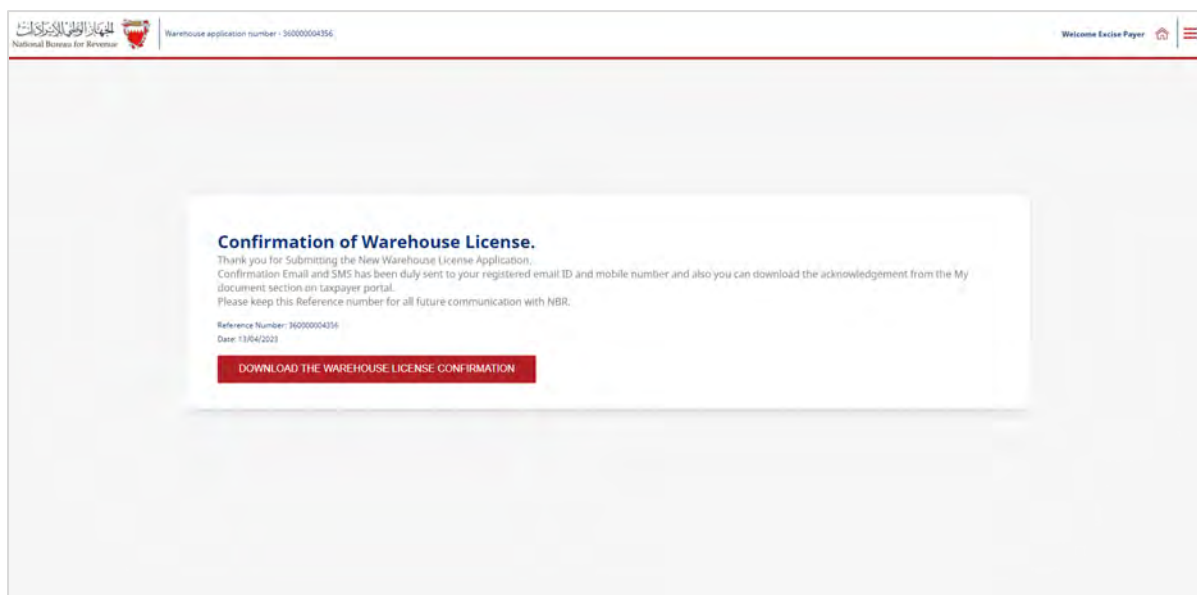 الجهاز الوطني للإيرادات
National Bureau for Revenue
Warehouse application number - 360000004356
Welcome Excise Payer
Confirmation of Warehouse License.
Thank you for Submitting the New Warehouse License Application.
Confirmation Email and SMS has been duly sent to your registered email ID and mobile number and also you can download the acknowledgement from the My
document section on taxpayer portal.
Please keep this Reference number for all future communication with NBR.
Reference Number: 360000004356
Date: 13/04/2023
DOWNLOAD THE WAREHOUSE LICENSE CONFIRMATION